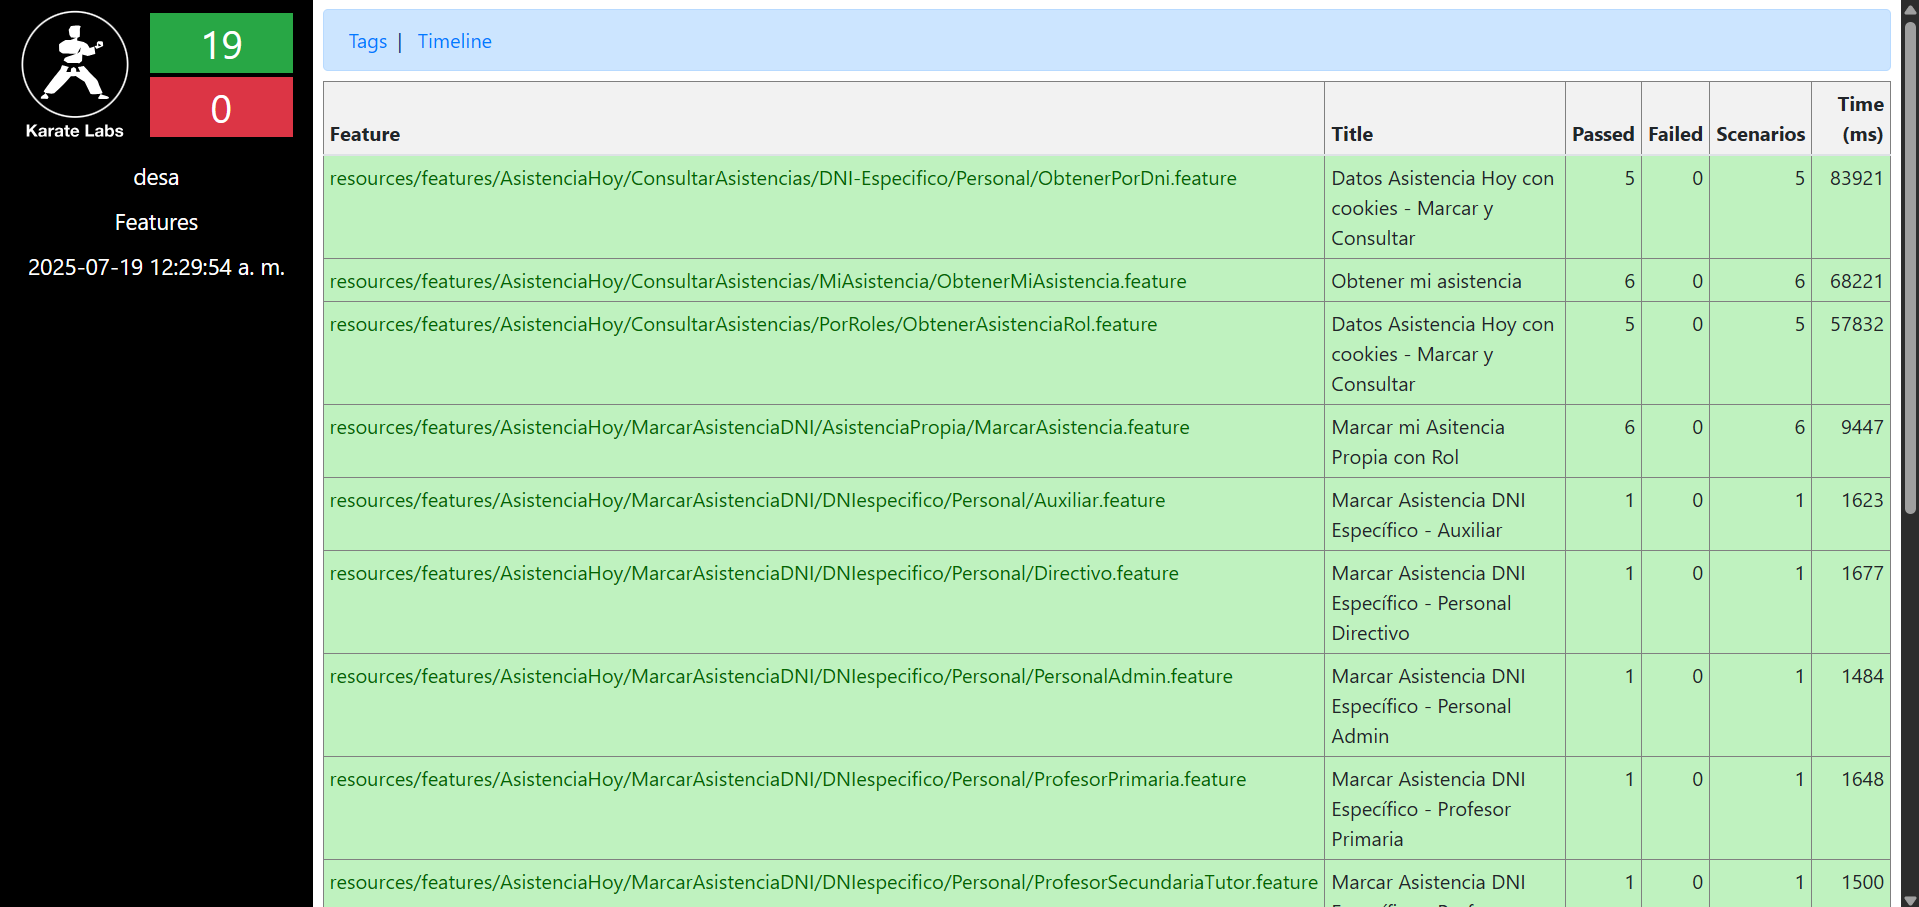 Karate Labs
19
0
desa
Features
2025-07-19 12:29:54 a. m.
Tags | Timeline
Feature Title Passed Failed Scenarios Time (ms)
resources/features/AsistenciaHoy/ConsultarAsistencias/DNI-Especifico/Personal/ObtenerPorDni.feature Datos Asistencia Hoy con 5 0 5 83921
cookies - Marcar y
Consultar
resources/features/AsistenciaHoy/ConsultarAsistencias/MiAsistencia/ObtenerMiAsistencia.feature Obtener mi asistencia 6 0 6 68221
resources/features/AsistenciaHoy/ConsultarAsistencias/PorRoles/ObtenerAsistenciaRol.feature Datos Asistencia Hoy con 5 0 5 57832
cookies - Marcar y
Consultar
resources/features/AsistenciaHoy/MarcarAsistenciaDNI/AsistenciaPropia/MarcarAsistencia.feature Marcar mi Asitencia 6 0 6 9447
Propia con Rol
resources/features/AsistenciaHoy/MarcarAsistenciaDNI/DNIespecifico/Personal/Auxiliar.feature Marcar Asistencia DNI 1 0 1 1623
Específico - Auxiliar
resources/features/AsistenciaHoy/MarcarAsistenciaDNI/DNIespecifico/Personal/Directivo.feature Marcar Asistencia DNI 1 0 1 1677
Específico - Personal
Directivo
resources/features/AsistenciaHoy/MarcarAsistenciaDNI/DNIespecifico/Personal/PersonalAdmin.feature Marcar Asistencia DNI 1 0 1 1484
Específico - Personal
Admin
resources/features/AsistenciaHoy/MarcarAsistenciaDNI/DNIespecifico/Personal/ProfesorPrimaria.feature Marcar Asistencia DNI 1 0 1 1648
Específico - Profesor
Primaria
resources/features/AsistenciaHoy/MarcarAsistenciaDNI/DNIespecifico/Personal/ProfesorSecundariaTutor.feature Marcar Asistencia DNI 1 0 1 1500